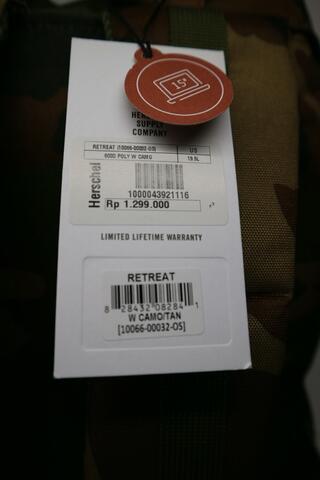 15"
SUPPLY
COMPANY
RETREAT (10066-00032-OS) US
600D POLY W CAMO 19.5L
Herschel
1000043921116
Rp 1.299.000
LIMITED LIFETIME WARRANTY
RETREAT
8 28432 08284 1
W CAMO/TAN
[10066-00032-OS]